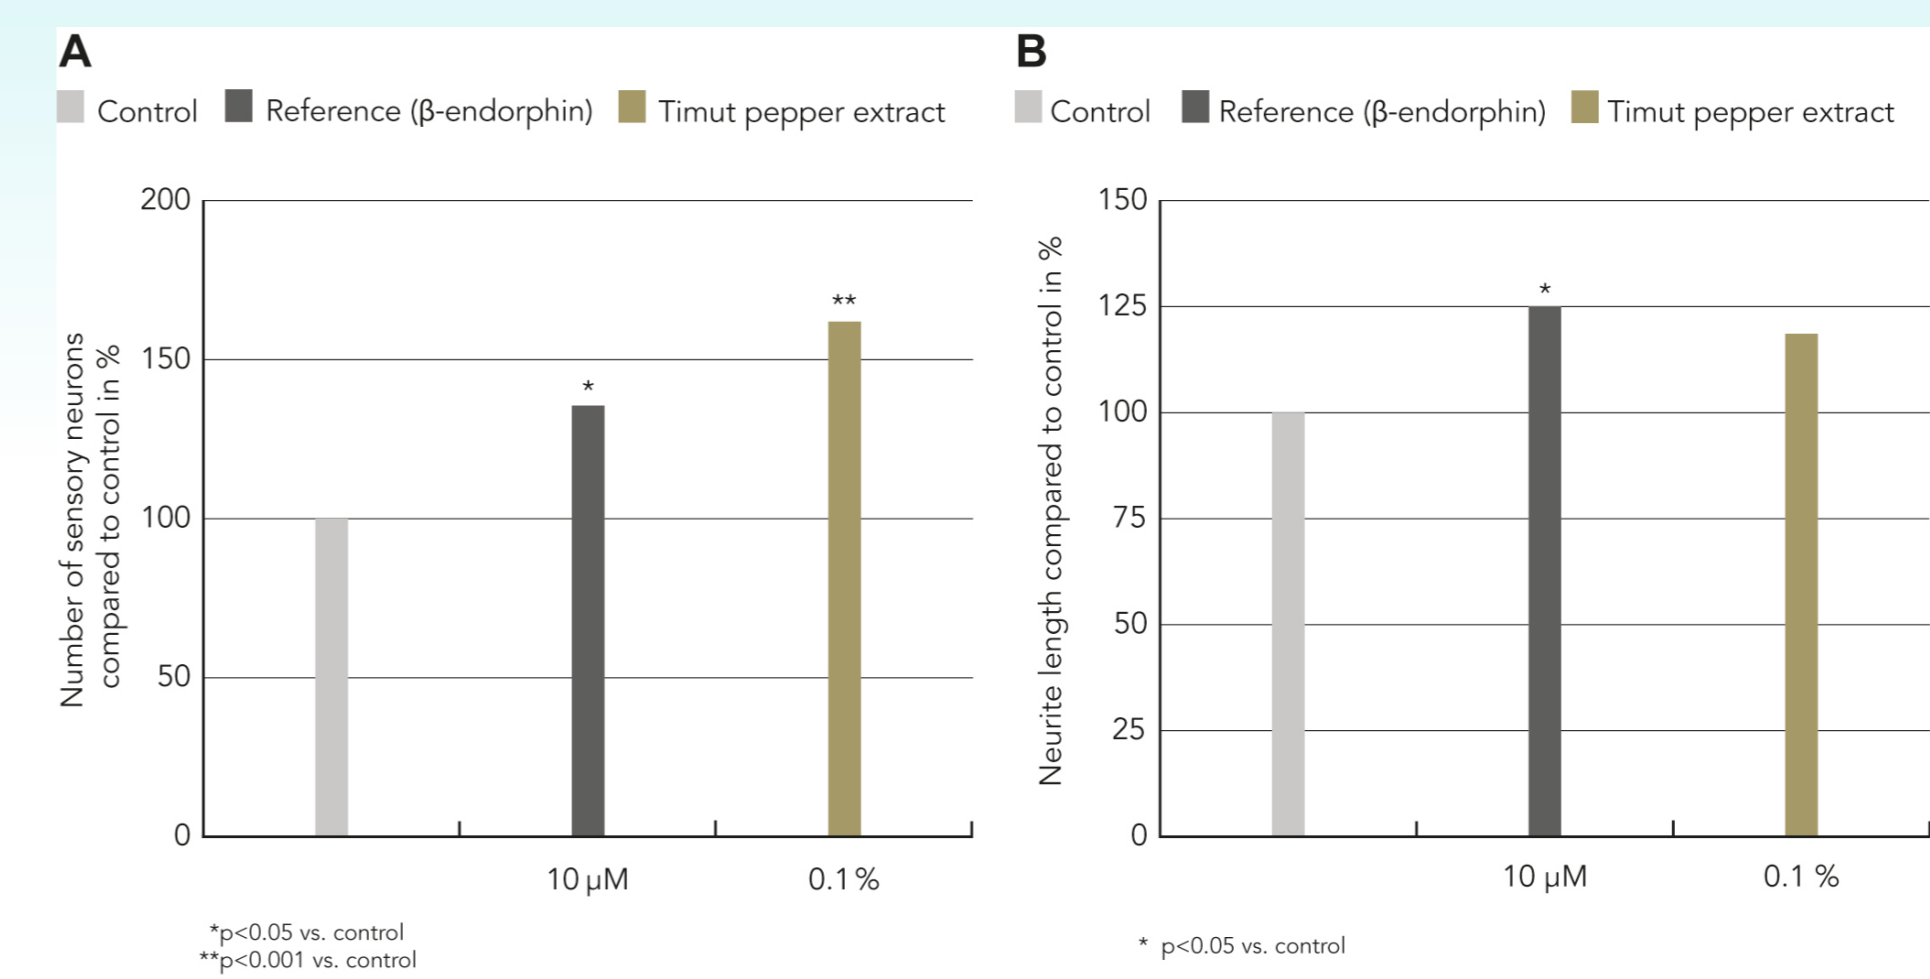 A
Control Reference (β-endorphin) Timut pepper extract
Number of sensory neurons
compared to control in %
200
150
100
50
0
*
**
10 µM 0.1 %
*p<0.05 vs. control
**p<0.001 vs. control
B
Control Reference (β-endorphin) Timut pepper extract
Neurite length compared to control in %
150
125
100
75
50
25
0
*
10 µM 0.1 %
* p<0.05 vs. control